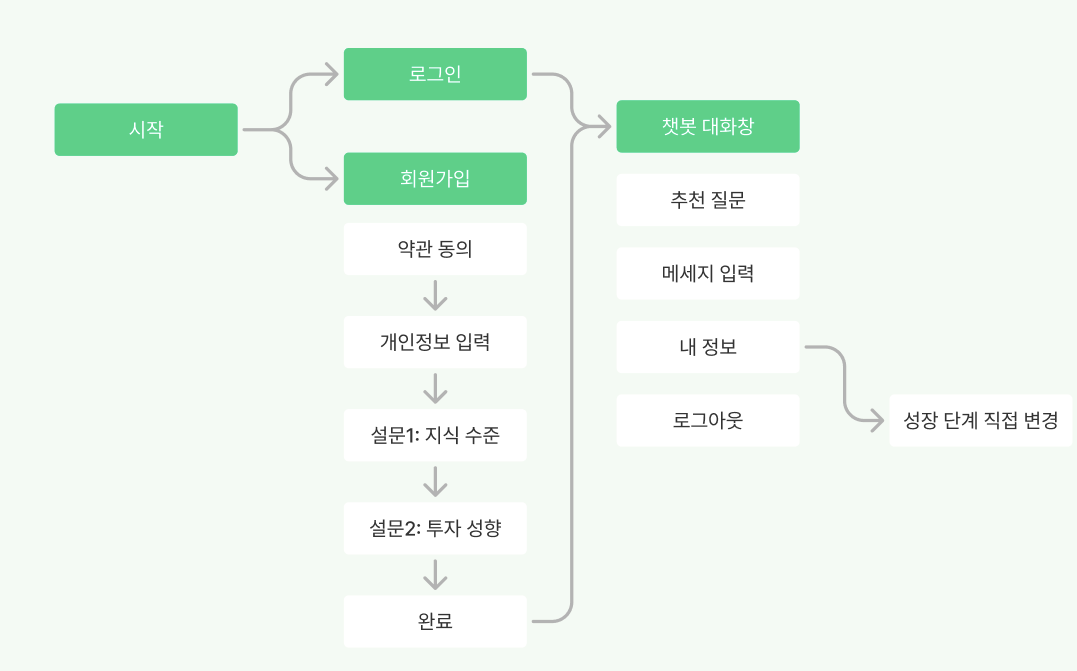 시작
로그인
회원가입
약관 동의
개인정보 입력
설문1: 지식 수준
설문2: 투자 성향
완료
챗봇 대화창
추천 질문
메세지 입력
내 정보
로그아웃
성장 단계 직접 변경